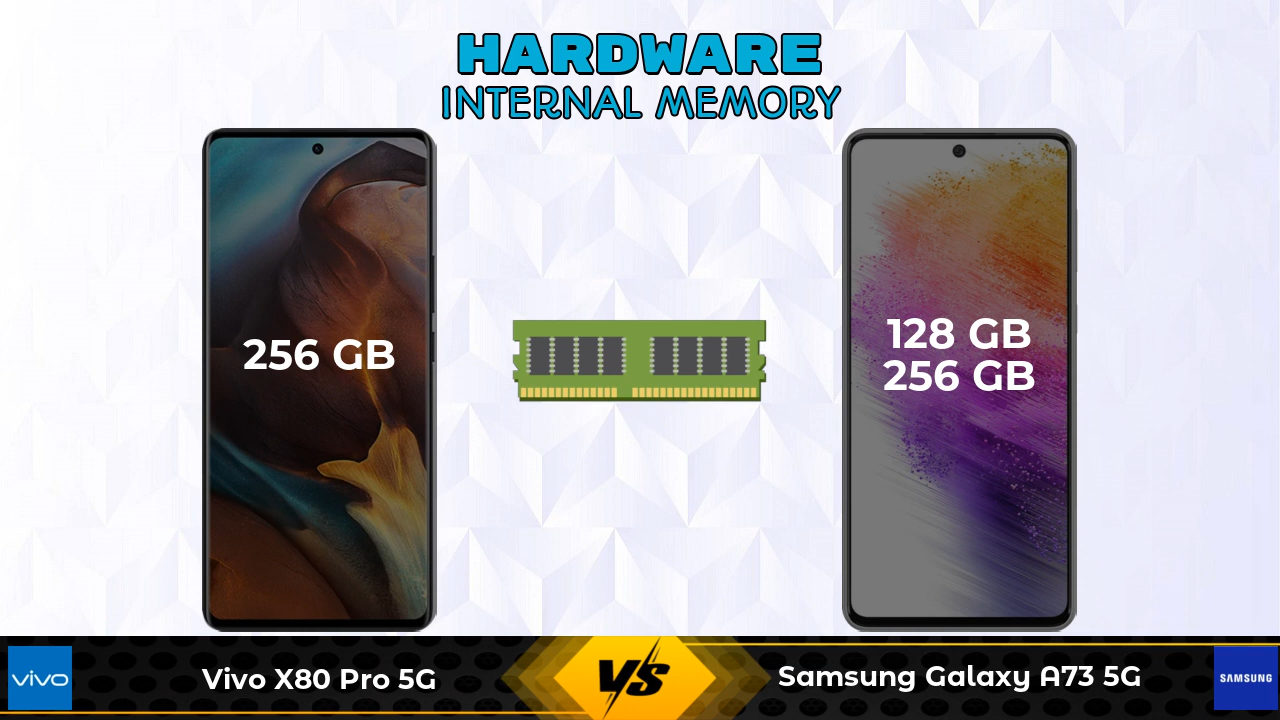 HARDWARE
INTERNAL MEMORY
256 GB
128 GB
256 GB
vivo
Vivo X80 Pro 5G
VS
Samsung Galaxy A73 5G
SAMSUNG